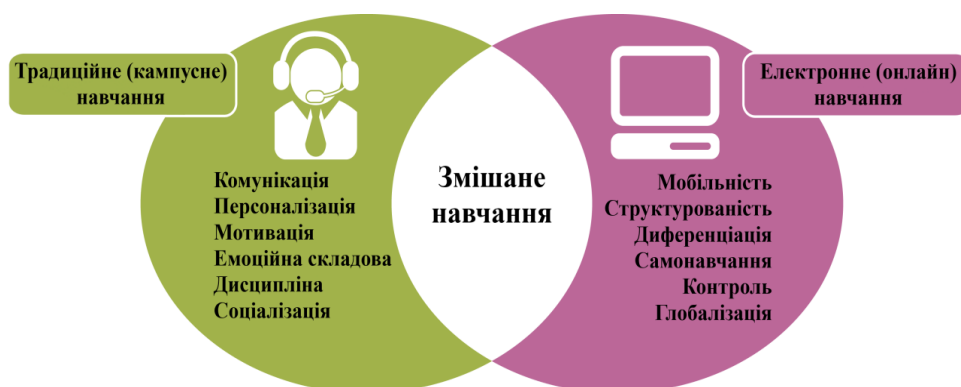 Традиційне (кампусне)
навчання
Комунікація
Персоналізація
Мотивація
Емоційна складова
Дисципліна
Соціалізація
Змішане
навчання
Електронне (онлайн)
навчання
Мобільність
Структурованість
Диференціація
Самонавчання
Контроль
Глобалізація